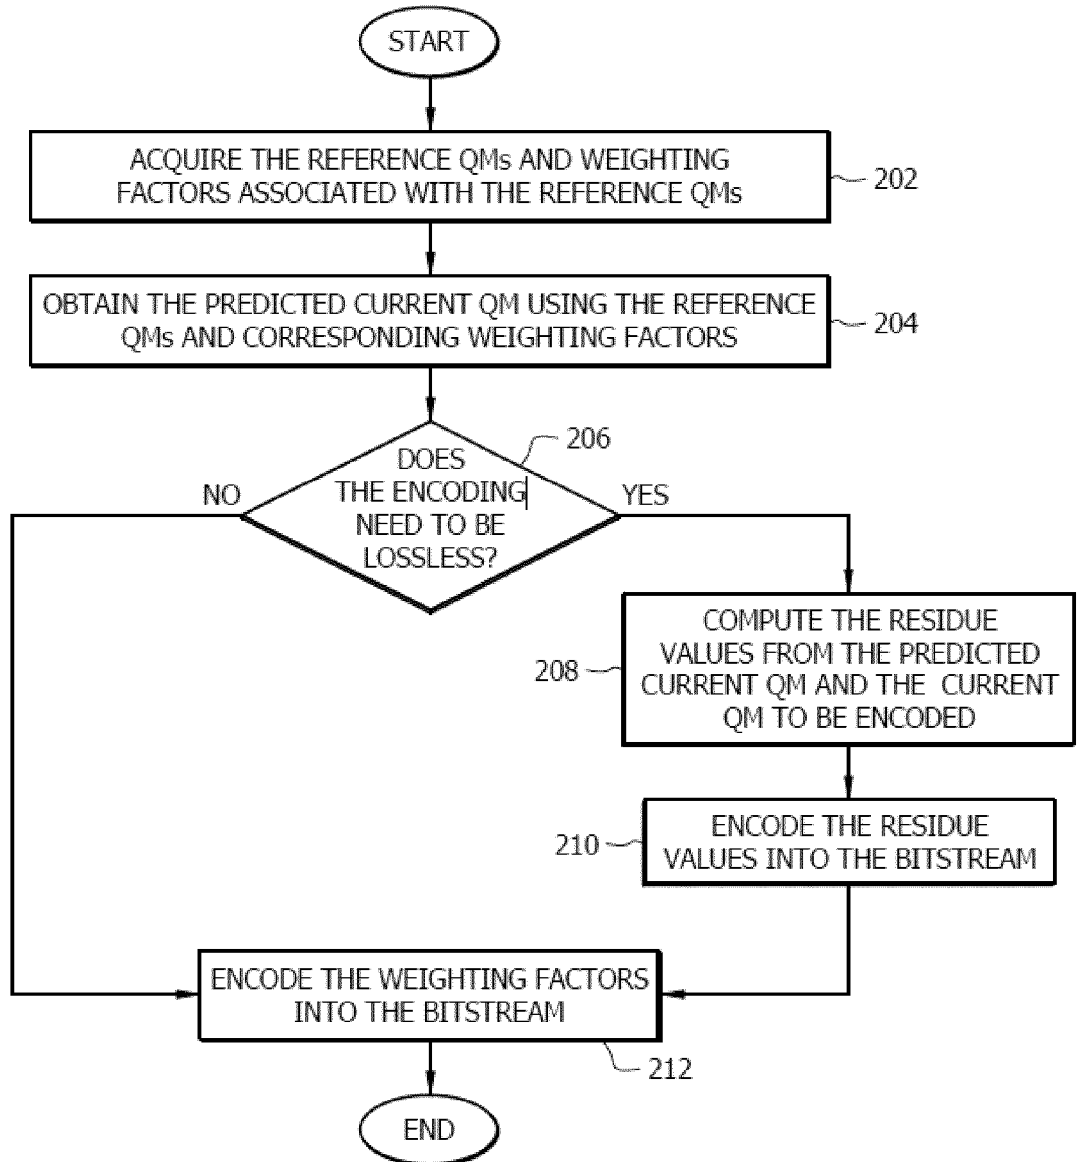 START
ACQUIRE THE REFERENCE QMs AND WEIGHTING
FACTORS ASSOCIATED WITH THE REFERENCE QMs
202
OBTAIN THE PREDICTED CURRENT QM USING THE REFERENCE
QMs AND CORRESPONDING WEIGHTING FACTORS
204
206
DOES
THE ENCODING
NEED TO BE
LOSSLESS?
NO
YES
COMPUTE THE RESIDUE
VALUES FROM THE PREDICTED
CURRENT QM AND THE CURRENT
QM TO BE ENCODED
208
ENCODE THE RESIDUE
VALUES INTO THE BITSTREAM
210
ENCODE THE WEIGHTING FACTORS
INTO THE BITSTREAM
212
END